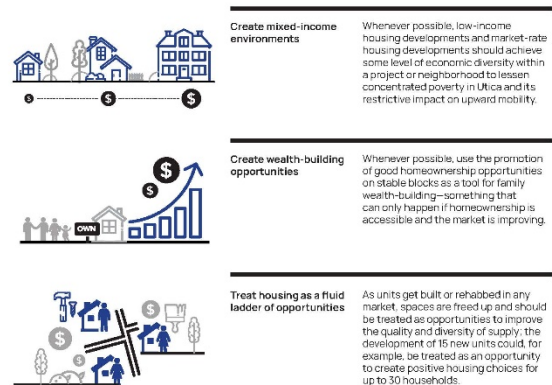 Create mixed-income
environments
Whenever possible, low-income
housing developments and market-rate
housing developments should achieve
some level of economic diversity within
a project or neighborhood to lessen
concentrated poverty in Utica and its
restrictive impact on upward mobility.
$ $ $
Create wealth-building
opportunities
Whenever possible, use the promotion
of good homeownership opportunities
on stable blocks as a tool for family
wealth-building—something that
can only happen if homeownership is
accessible and the market is improving.
$
$
OWN
Treat housing as a fluid
ladder of opportunities
As units get built or rehabbed in any
market, spaces are freed up and should
be treated as opportunities to improve
the quality and diversity of supply; the
development of 15 new units could, for
example, be treated as an opportunity
to create positive housing choices for
up to 30 households.
$
$
$